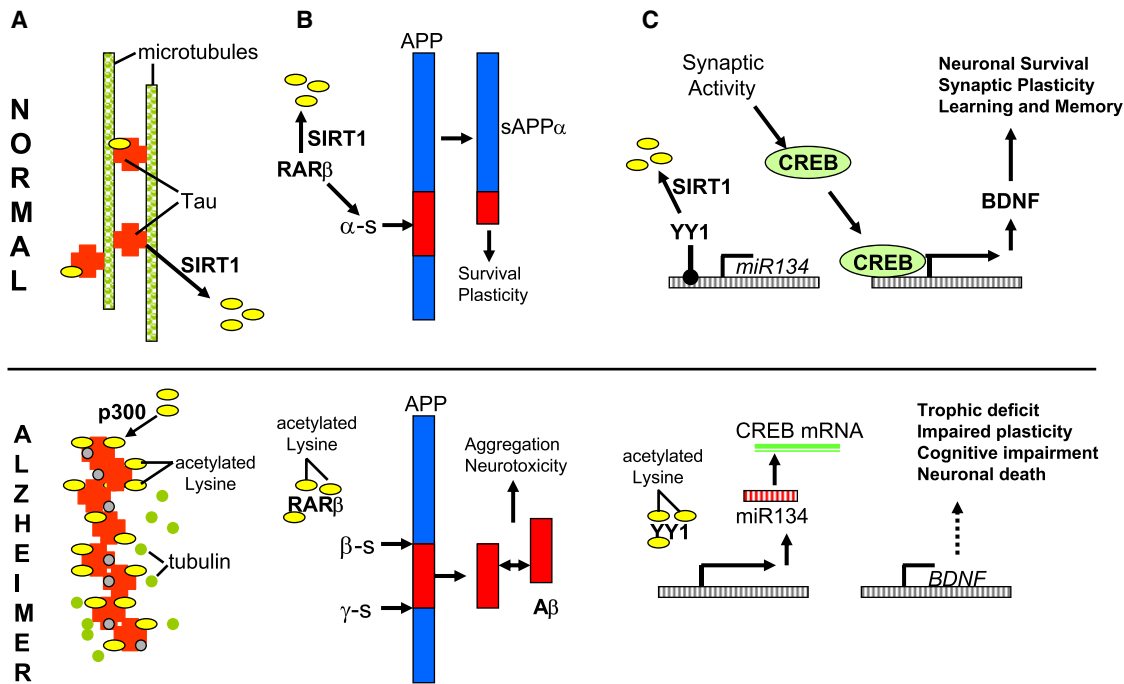 A
B
C
NORMAL
microtubules
Tau
SIRT1
APP
SIRT1
RARβ
α-s
sAPPα
Survival
Plasticity
Synaptic
Activity
CREB
SIRT1
YY1
miR134
CREB
BDNF
Neuronal Survival
Synaptic Plasticity
Learning and Memory
ALZHEIMER
p300
acetylated
Lysine
tubulin
acetylated
Lysine
RARβ
APP
β-s
γ-s
Aggregation
Neurotoxicity
Aβ
acetylated
Lysine
YY1
CREB mRNA
miR134
Trophic deficit
Impaired plasticity
Cognitive impairment
Neuronal death
BDNF